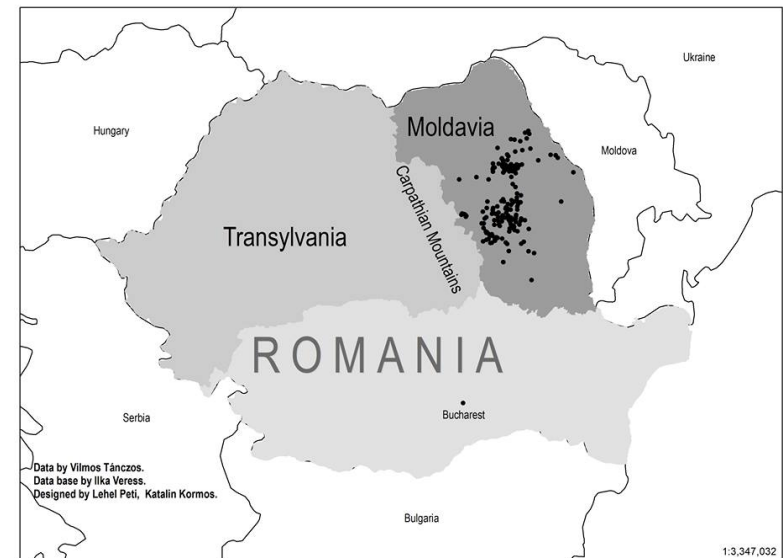 Ukraine
Hungary
Moldavia
Moldova
Carpathian Mountains
Transylvania
ROMANIA
Serbia
Bucharest
Data by Vilmos Tánczos.
Data base by Ilka Veress.
Designed by Lehel Peti, Katalin Kormos.
Bulgaria
1:3,347,032